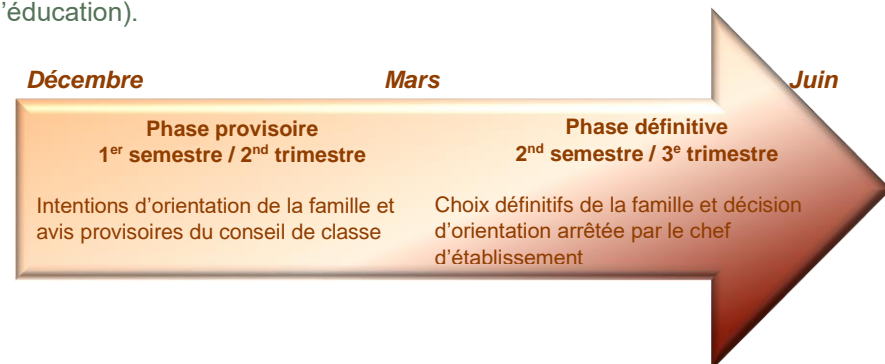 ’éducation).
Décembre Mars Juin
Phase provisoire
1er semestre / 2nd trimestre
Intentions d’orientation de la famille et
avis provisoires du conseil de classe
Phase définitive
2nd semestre / 3e trimestre
Choix définitifs de la famille et décision
d’orientation arrêtée par le chef
d’établissement